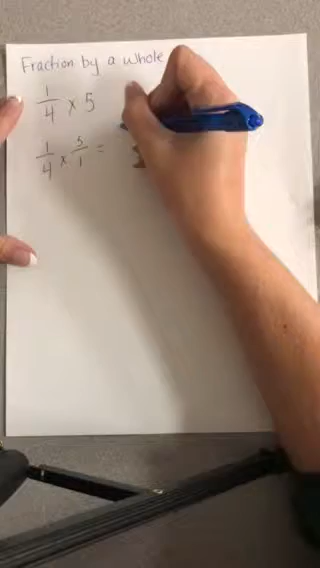 Fraction by a whole
1/4 × 5
1/4 × 5/1 =